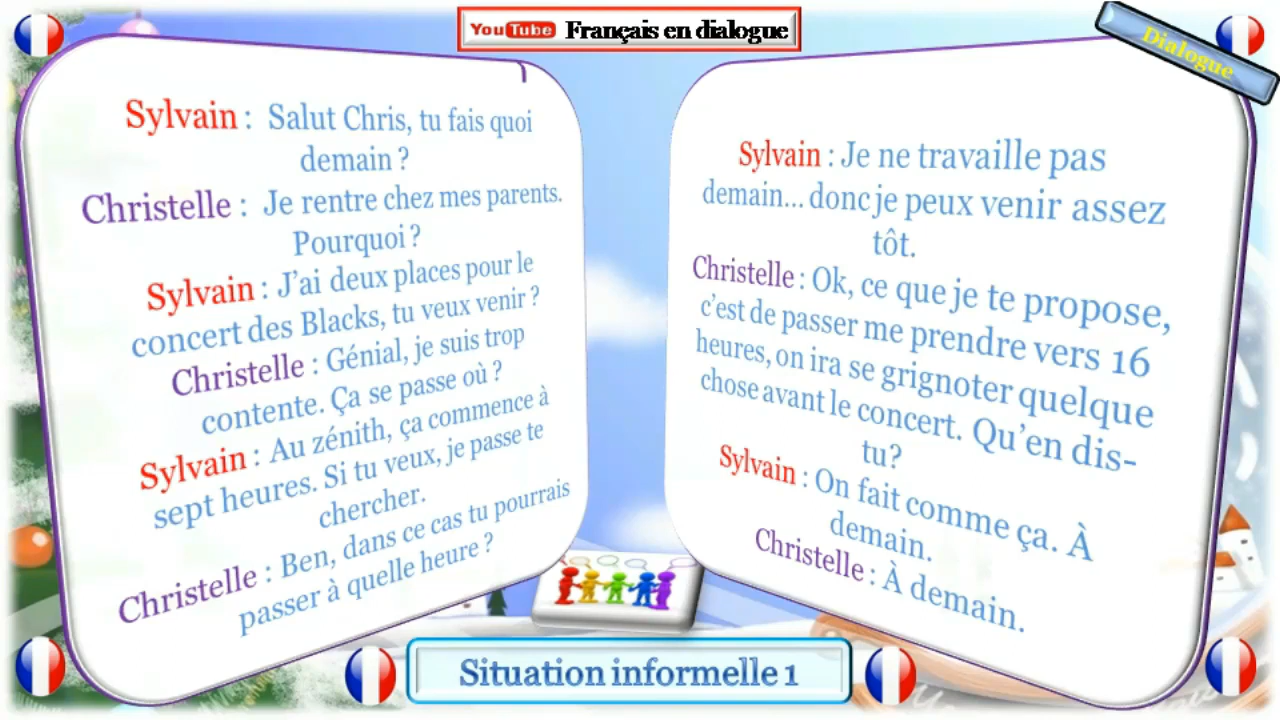 YouTube Français en dialogue
Dialogue
Sylvain : Salut Chris, tu fais quoi
demain ?
Christelle : Je rentre chez mes parents.
Pourquoi ?
Sylvain : J'ai deux places pour le
concert des Blacks, tu veux venir ?
Christelle : Génial, je suis trop
contente. Ça se passe où ?
Sylvain : Au zénith, ça commence à
sept heures. Si tu veux, je passe te
chercher.
Christelle : Ben, dans ce cas tu pourrais
passer à quelle heure ?
Sylvain : Je ne travaille pas
demain... donc je peux venir assez
tôt.
Christelle : Ok, ce que je te propose,
c'est de passer me prendre vers 16
heures, on ira se grignoter quelque
chose avant le concert. Qu'en dis-
tu?
Sylvain : On fait comme ça. À
demain.
Christelle : À demain.
Situation informelle 1